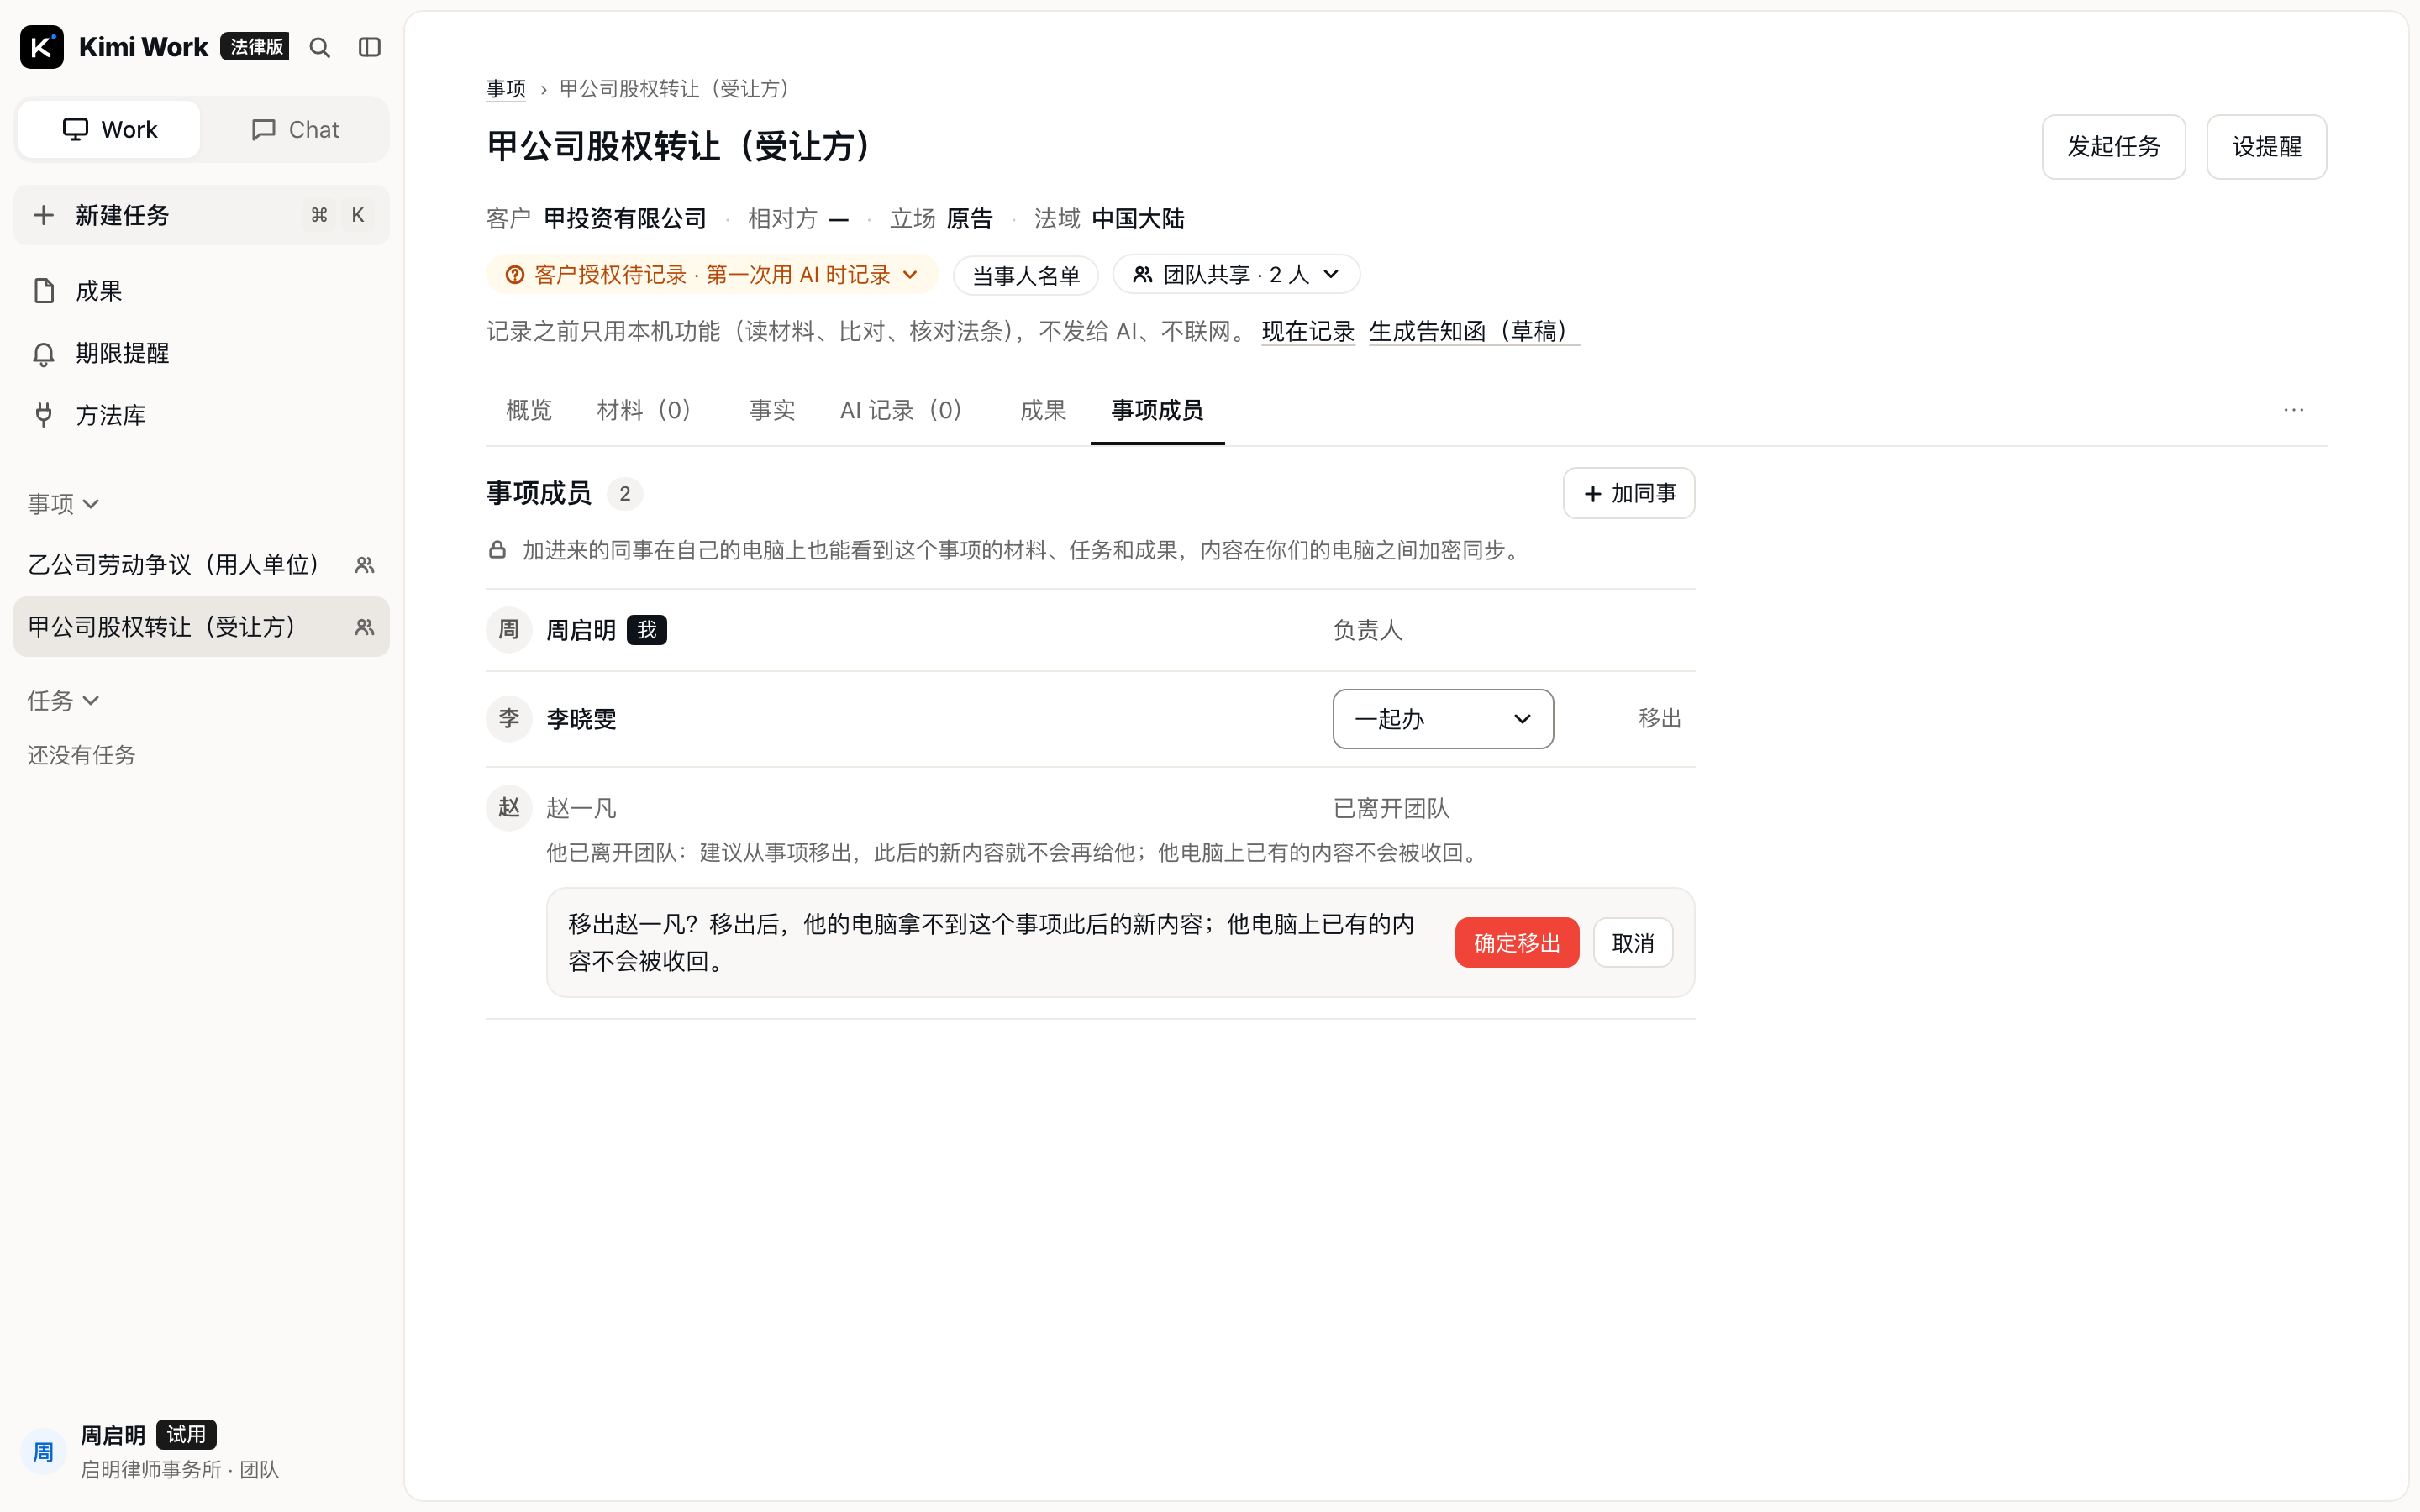 Kimi Work 法律版
Work
Chat
新建任务 ⌘ K
成果
期限提醒
方法库
事项
乙公司劳动争议（用人单位）
甲公司股权转让（受让方）
任务
还没有任务
周 周启明 试用
启明律师事务所 · 团队
事项 › 甲公司股权转让（受让方）
甲公司股权转让（受让方）
发起任务 设提醒
客户 甲投资有限公司 · 相对方 — · 立场 原告 · 法域 中国大陆
客户授权待记录 · 第一次用 AI 时记录 当事人名单 团队共享 · 2 人
记录之前只用本机功能（读材料、比对、核对法条），不发给 AI、不联网。 现在记录 生成告知函（草稿）
概览 材料（0） 事实 AI 记录（0） 成果 事项成员 ···
事项成员 2 + 加同事
加进来的同事在自己的电脑上也能看到这个事项的材料、任务和成果，内容在你们的电脑之间加密同步。
周 周启明 我 负责人
李 李晓雯 一起办 移出
赵 赵一凡 已离开团队
他已离开团队：建议从事项移出，此后的新内容就不会再给他；他电脑上已有的内容不会被收回。
移出赵一凡？移出后，他的电脑拿不到这个事项此后的新内容；他电脑上已有的内
容不会被收回。
确定移出 取消